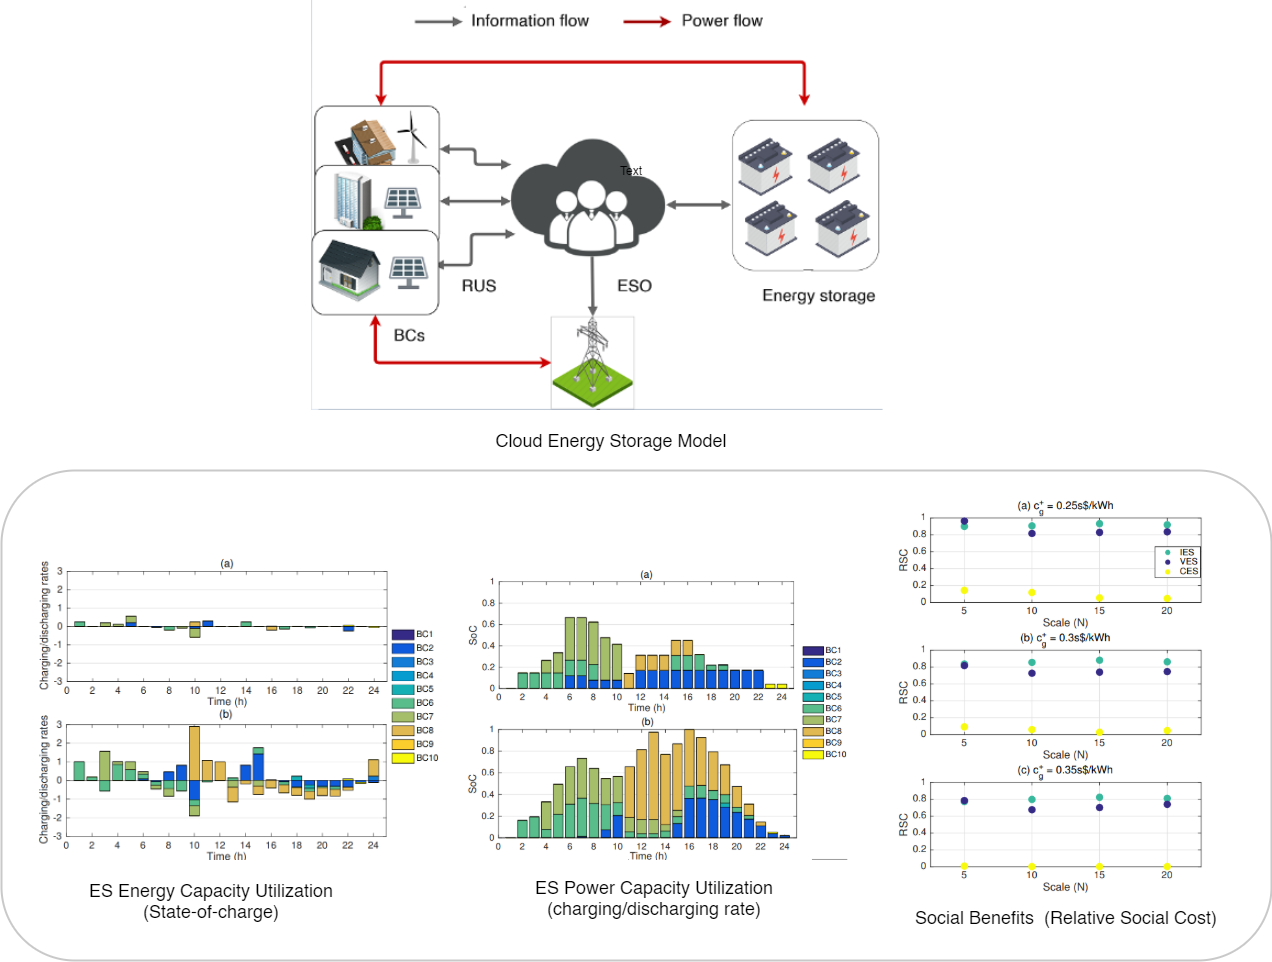 Information flow
Power flow
Text
RUS
ESO
Energy storage
BCs
Cloud Energy Storage Model
(a)
Charging/discharging rates
3
2
1
0
-1
-2
-3
0 2 4 6 8 10 12 14 16 18 20 22 24
Time (h)
(b)
Charging/discharging rates
3
2
1
0
-1
-2
-3
0 2 4 6 8 10 12 14 16 18 20 22 24
Time (h)
BC1
BC2
BC3
BC4
BC5
BC6
BC7
BC8
BC9
BC10
ES Energy Capacity Utilization
(State-of-charge)
(a)
SoC
1
0.8
0.6
0.4
0.2
0
0 2 4 6 8 10 12 14 16 18 20 22 24
Time (h)
(b)
SoC
1
0.8
0.6
0.4
0.2
0
0 2 4 6 8 10 12 14 16 18 20 22 24
Time (h)
BC1
BC2
BC3
BC4
BC5
BC6
BC7
BC8
BC9
BC10
ES Power Capacity Utilization
(charging/discharging rate)
(a) c_g^+ = 0.25s$/kWh
RSC
1
0.8
0.6
0.4
0.2
0
IES
VES
CES
5 10 15 20
Scale (N)
(b) c_g^+ = 0.3s$/kWh
RSC
1
0.8
0.6
0.4
0.2
0
5 10 15 20
Scale (N)
(c) c_g^+ = 0.35s$/kWh
RSC
1
0.8
0.6
0.4
0.2
0
5 10 15 20
Scale (N)
Social Benefits (Relative Social Cost)